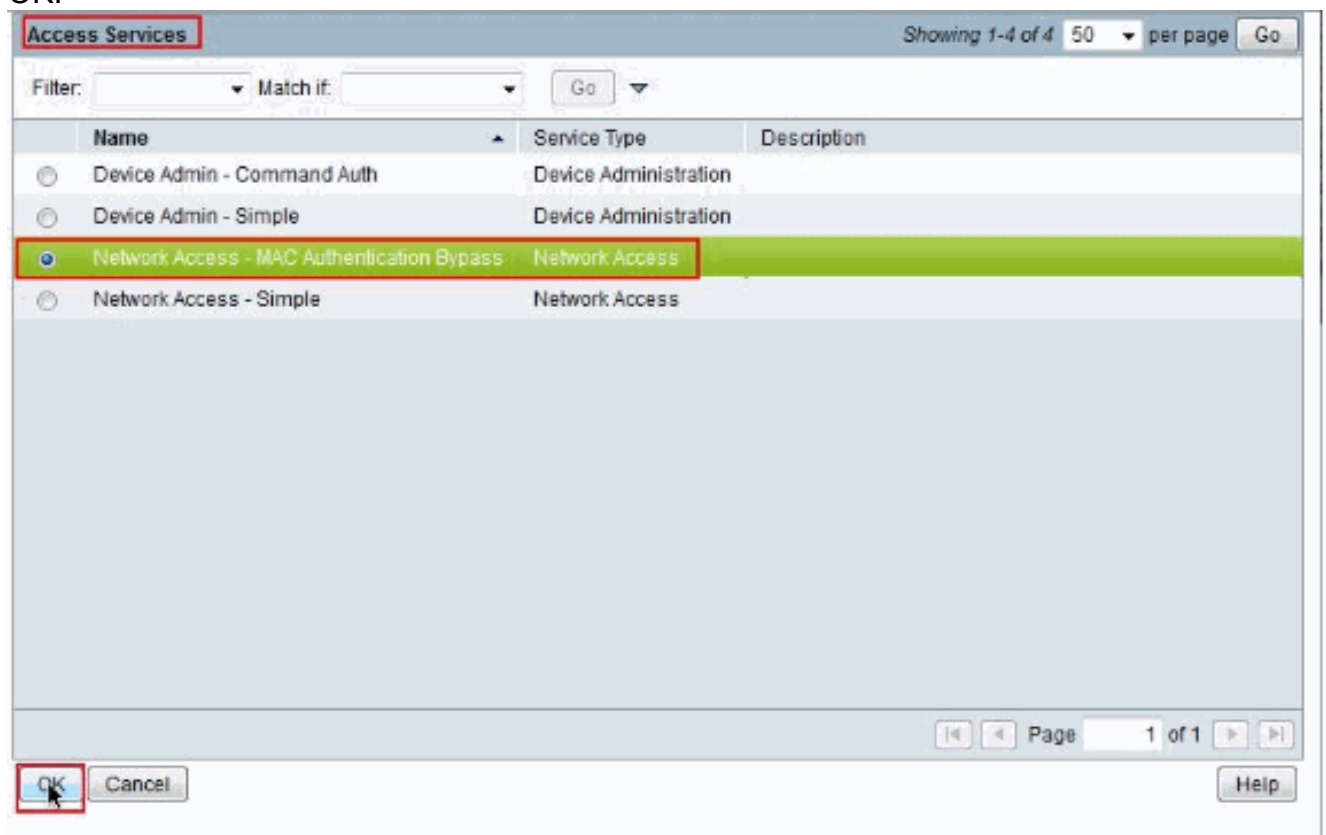 Access Services Showing 1-4 of 4 50 per page Go
Filter: Match if: Go
Name Service Type Description
Device Admin - Command Auth Device Administration
Device Admin - Simple Device Administration
Network Access - MAC Authentication Bypass Network Access
Network Access - Simple Network Access
Page 1 of 1
OK Cancel Help